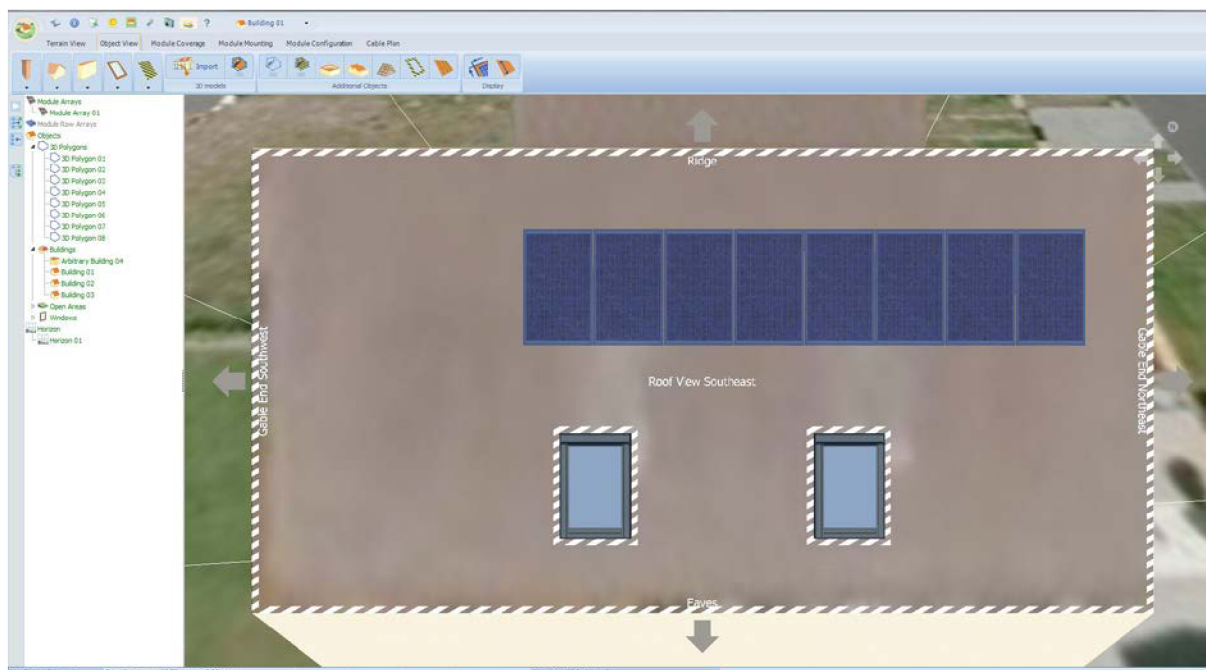 ? Building 01
Terrain View Object View Module Coverage Module Mounting Module Configuration Cable Plan
Import
3D models Additional Objects Display
Module Arrays
Module Array 01
Module Row Arrays
Objects
3D Polygons
3D Polygon 01
3D Polygon 02
3D Polygon 03
3D Polygon 04
3D Polygon 05
3D Polygon 06
3D Polygon 07
3D Polygon 08
Buildings
Arbitrary Building 04
Building 01
Building 02
Building 03
Open Areas
Windows
Horizon
Horizon 01
Ridge
N
Gable End Southwest
Roof View Southeast
Gable End Northeast
Eaves